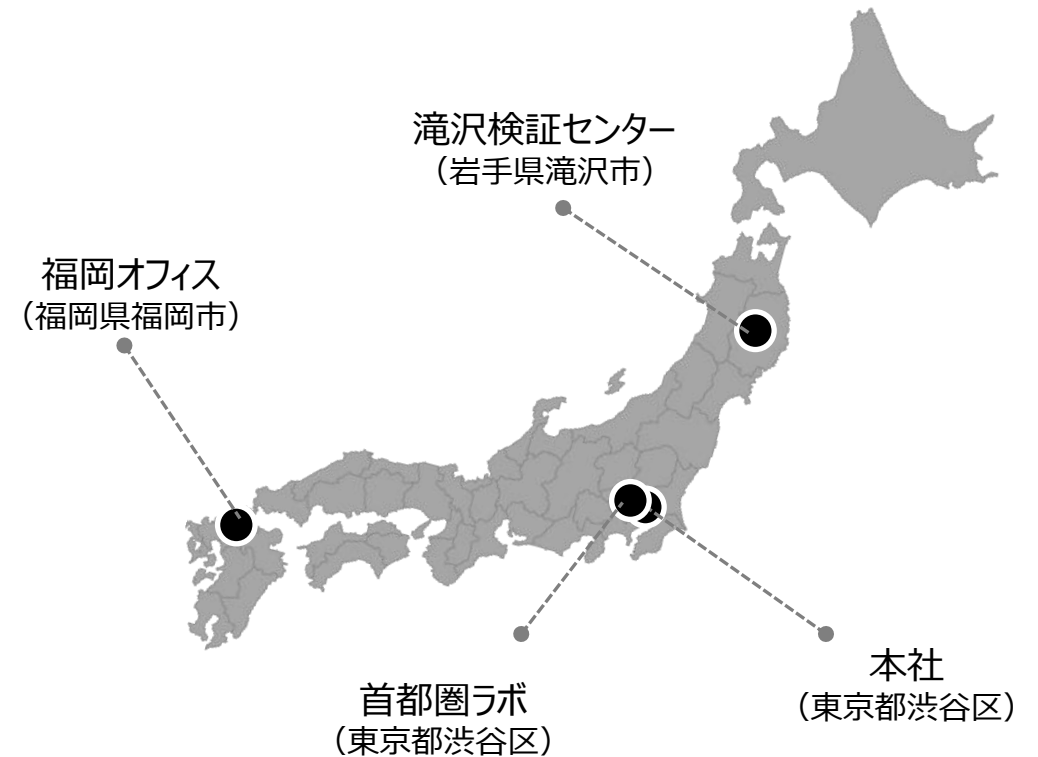 滝沢検証センター
（岩手県滝沢市）
福岡オフィス
（福岡県福岡市）
本社
（東京都渋谷区）
首都圏ラボ
（東京都渋谷区）